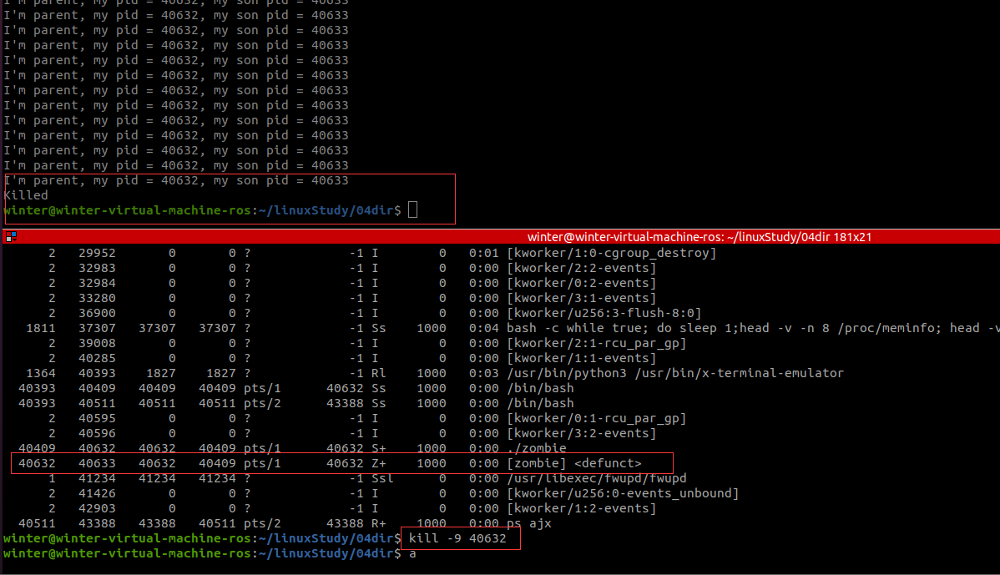 I'm parent, my pid = 40632, my son pid = 40633
I'm parent, my pid = 40632, my son pid = 40633
I'm parent, my pid = 40632, my son pid = 40633
I'm parent, my pid = 40632, my son pid = 40633
I'm parent, my pid = 40632, my son pid = 40633
I'm parent, my pid = 40632, my son pid = 40633
I'm parent, my pid = 40632, my son pid = 40633
I'm parent, my pid = 40632, my son pid = 40633
I'm parent, my pid = 40632, my son pid = 40633
I'm parent, my pid = 40632, my son pid = 40633
I'm parent, my pid = 40632, my son pid = 40633
I'm parent, my pid = 40632, my son pid = 40633
I'm parent, my pid = 40632, my son pid = 40633
Killed
winter@winter-virtual-machine-ros:~/linuxStudy/04dir$
winter@winter-virtual-machine-ros: ~/linuxStudy/04dir 181x21
2 29952 0 0 ? -1 I 0 0:01 [kworker/1:0-cgroup_destroy]
2 32983 0 0 ? -1 I 0 0:00 [kworker/2:2-events]
2 32984 0 0 ? -1 I 0 0:00 [kworker/0:2-events]
2 33280 0 0 ? -1 I 0 0:00 [kworker/3:1-events]
2 36900 0 0 ? -1 I 0 0:00 [kworker/u256:3-flush-8:0]
1811 37307 37307 37307 ? -1 Ss 1000 0:04 bash -c while true; do sleep 1;head -v -n 8 /proc/meminfo; head -v
2 39008 0 0 ? -1 I 0 0:00 [kworker/2:1-rcu_par_gp]
2 40285 0 0 ? -1 I 0 0:00 [kworker/1:1-events]
1364 40393 1827 1827 ? -1 Rl 1000 0:03 /usr/bin/python3 /usr/bin/x-terminal-emulator
40393 40409 40409 40409 pts/1 40632 Ss 1000 0:00 /bin/bash
40393 40511 40511 40511 pts/2 43388 Ss 1000 0:00 /bin/bash
2 40595 0 0 ? -1 I 0 0:00 [kworker/0:1-rcu_par_gp]
2 40596 0 0 ? -1 I 0 0:00 [kworker/3:2-events]
40409 40632 40632 40409 pts/1 40632 S+ 1000 0:00 ./zombie
40632 40633 40632 40409 pts/1 40632 Z+ 1000 0:00 [zombie] <defunct>
1 41234 41234 41234 ? -1 Ssl 0 0:00 /usr/libexec/fwupd/fwupd
2 41426 0 0 ? -1 I 0 0:00 [kworker/u256:0-events_unbound]
2 42903 0 0 ? -1 I 0 0:00 [kworker/1:2-events]
40511 43388 43388 40511 pts/2 43388 R+ 1000 0:00 ps ajx
winter@winter-virtual-machine-ros:~/linuxStudy/04dir$ kill -9 40632
winter@winter-virtual-machine-ros:~/linuxStudy/04dir$ a